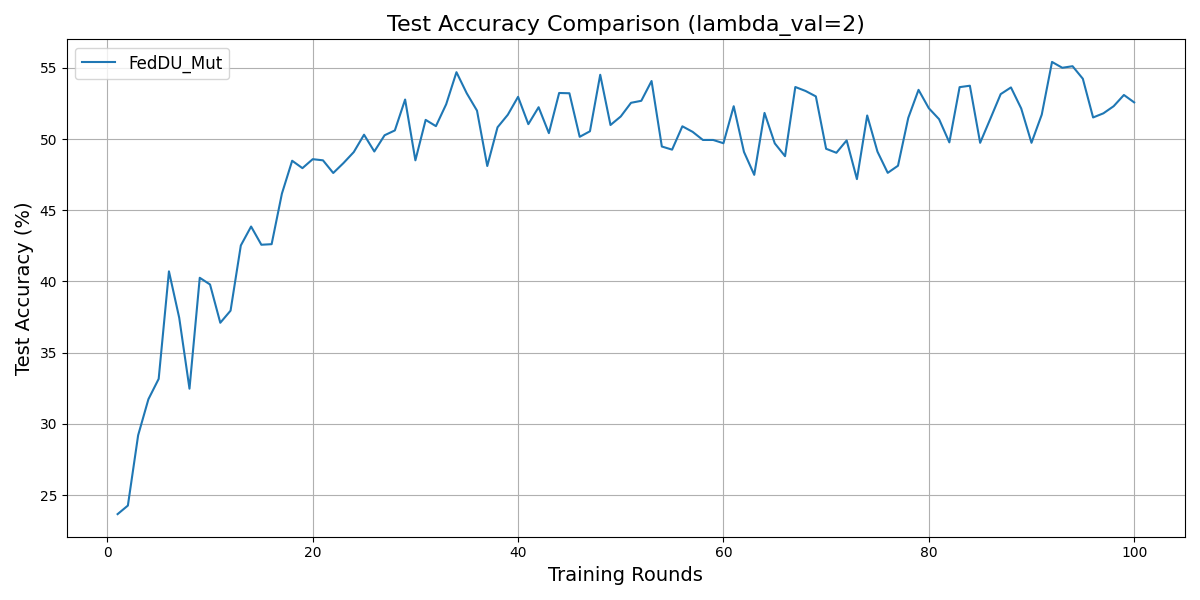 Test Accuracy Comparison (lambda_val=2)
FedDU_Mut
Test Accuracy (%)
55
50
45
40
35
30
25
0 20 40 60 80 100
Training Rounds